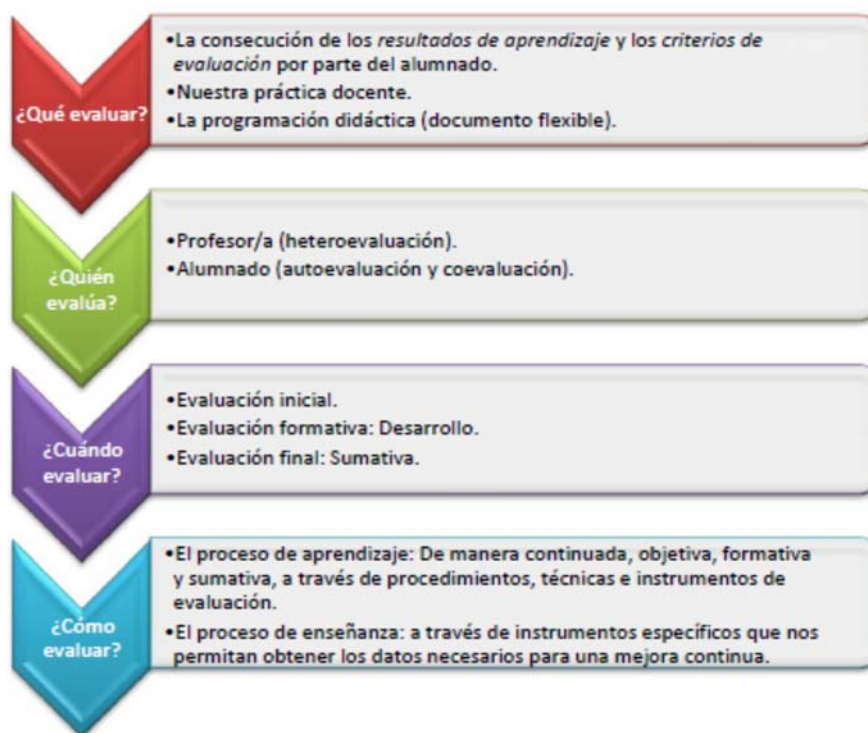 ¿Qué evaluar?
•La consecución de los resultados de aprendizaje y los criterios de
evaluación por parte del alumnado.
•Nuestra práctica docente.
•La programación didáctica (documento flexible).
¿Quién
evalúa?
•Profesor/a (heteroevaluación).
•Alumnado (autoevaluación y coevaluación).
¿Cuándo
evaluar?
•Evaluación inicial.
•Evaluación formativa: Desarrollo.
•Evaluación final: Sumativa.
¿Cómo
evaluar?
•El proceso de aprendizaje: De manera continuada, objetiva, formativa
y sumativa, a través de procedimientos, técnicas e instrumentos de
evaluación.
•El proceso de enseñanza: a través de instrumentos específicos que nos
permitan obtener los datos necesarios para una mejora continua.